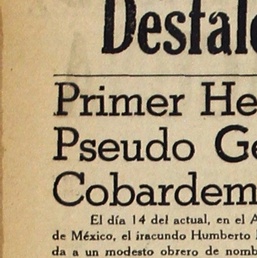 Desfal
Primer He
Pseudo Ge
Cobardem
El día 14 del actual, en el A
de México, el iracundo Humberto
da a un modesto obrero de nomb